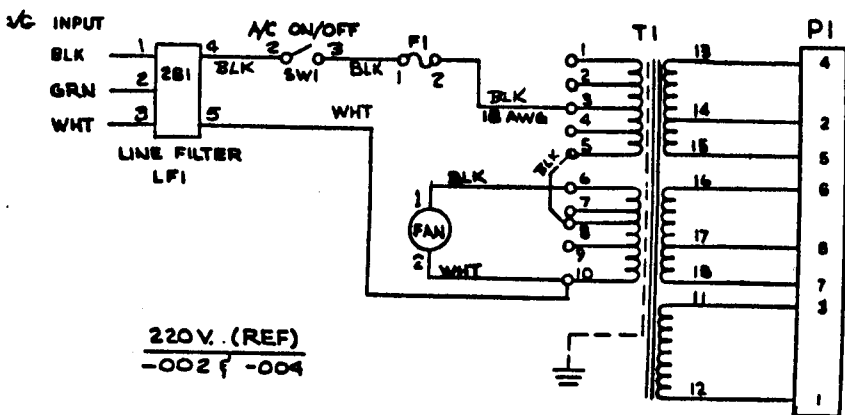 A/C INPUT
BLK 1
GRN 2
WHT 3
2B1
4 BLK
5 WHT
LINE FILTER
LF1
A/C ON/OFF
2 3
SW1
BLK
F1
1 2
BLK
18 AWG
1
2
3
4
5
BLK
6
7
8
9
10
BLK
1
FAN
2
WHT
T1
13
14
15
16
17
18
11
12
P1
4
2
5
6
8
7
3
1
220 V. (REF)
-002 & -004